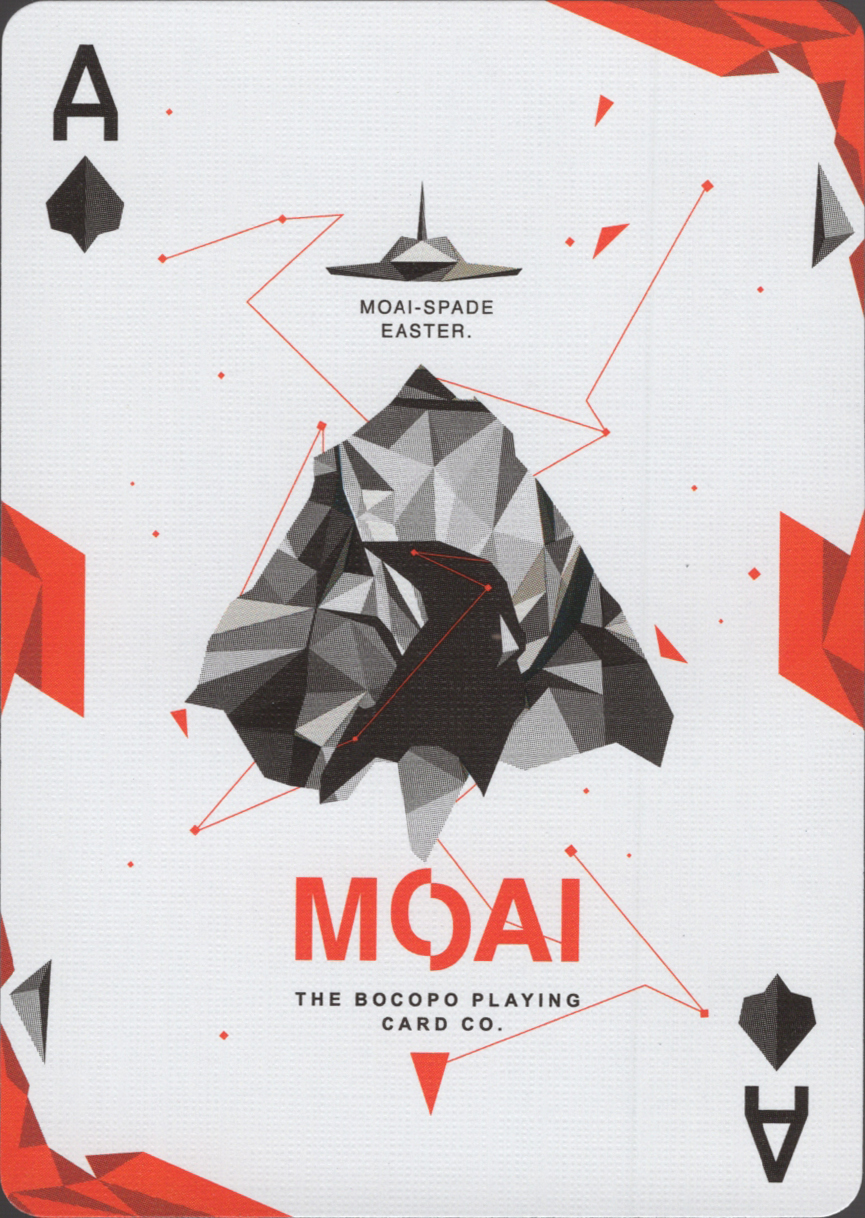 A
MOAI-SPADE
EASTER.
MOAI
THE BOCOPO PLAYING
CARD CO.
A